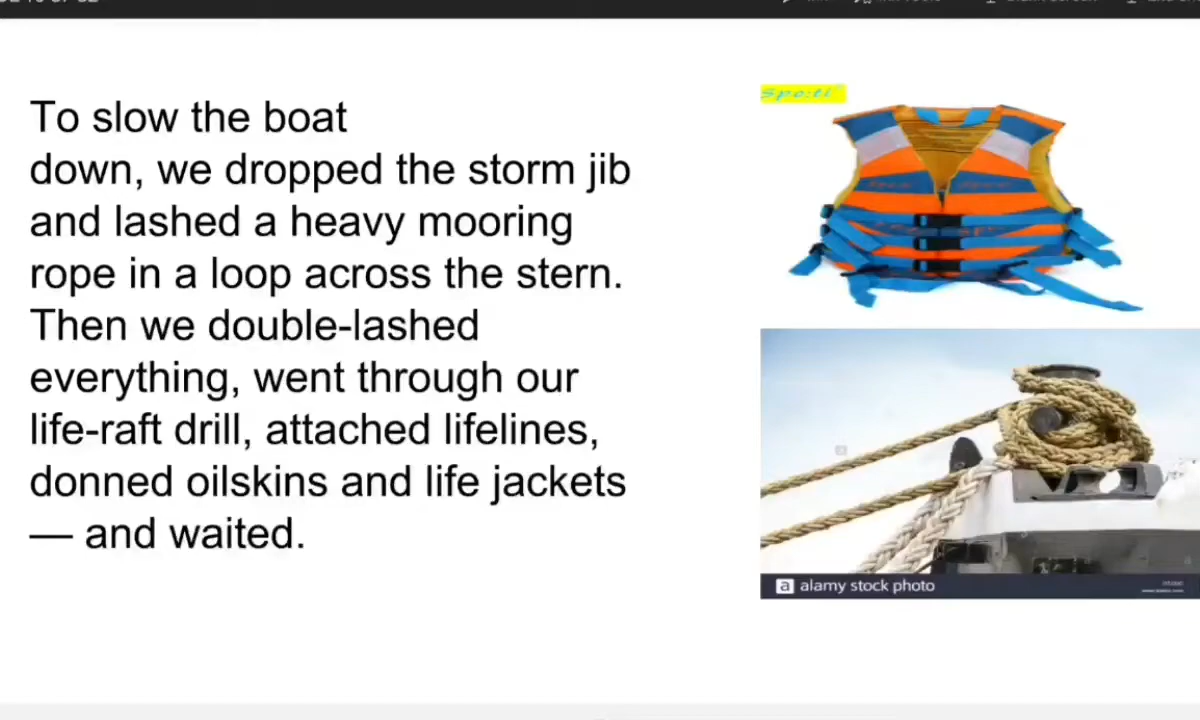 To slow the boat
down, we dropped the storm jib
and lashed a heavy mooring
rope in a loop across the stern.
Then we double-lashed
everything, went through our
life-raft drill, attached lifelines,
donned oilskins and life jackets
— and waited.
a alamy stock photo